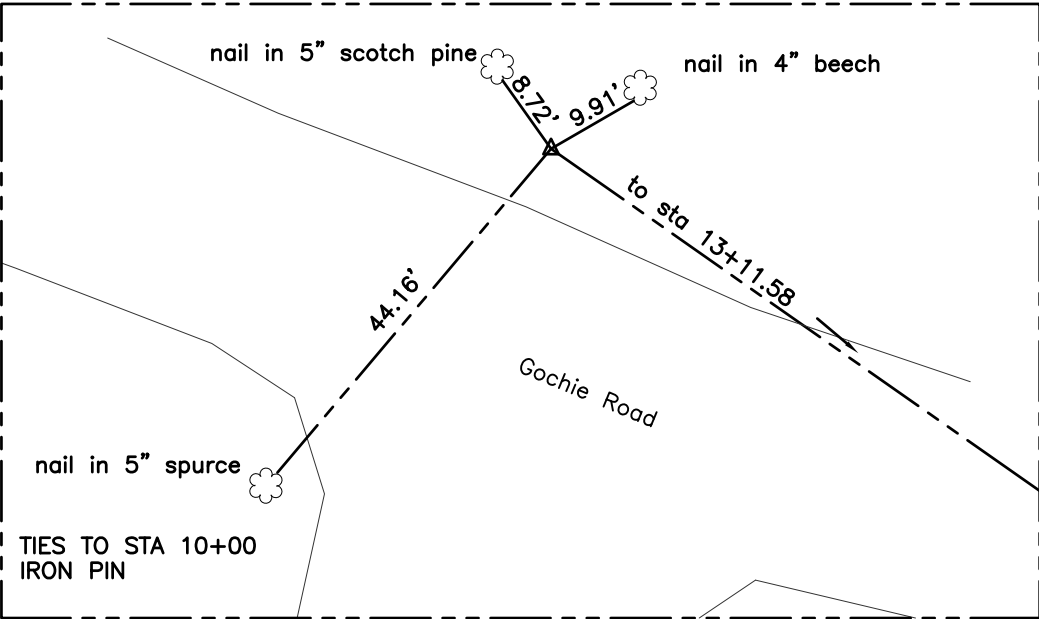 nail in 5” scotch pine
nail in 4” beech
8.72’
9.91’
to sta 13+11.58
44.16’
Gochie Road
nail in 5” spurce
TIES TO STA 10+00
IRON PIN